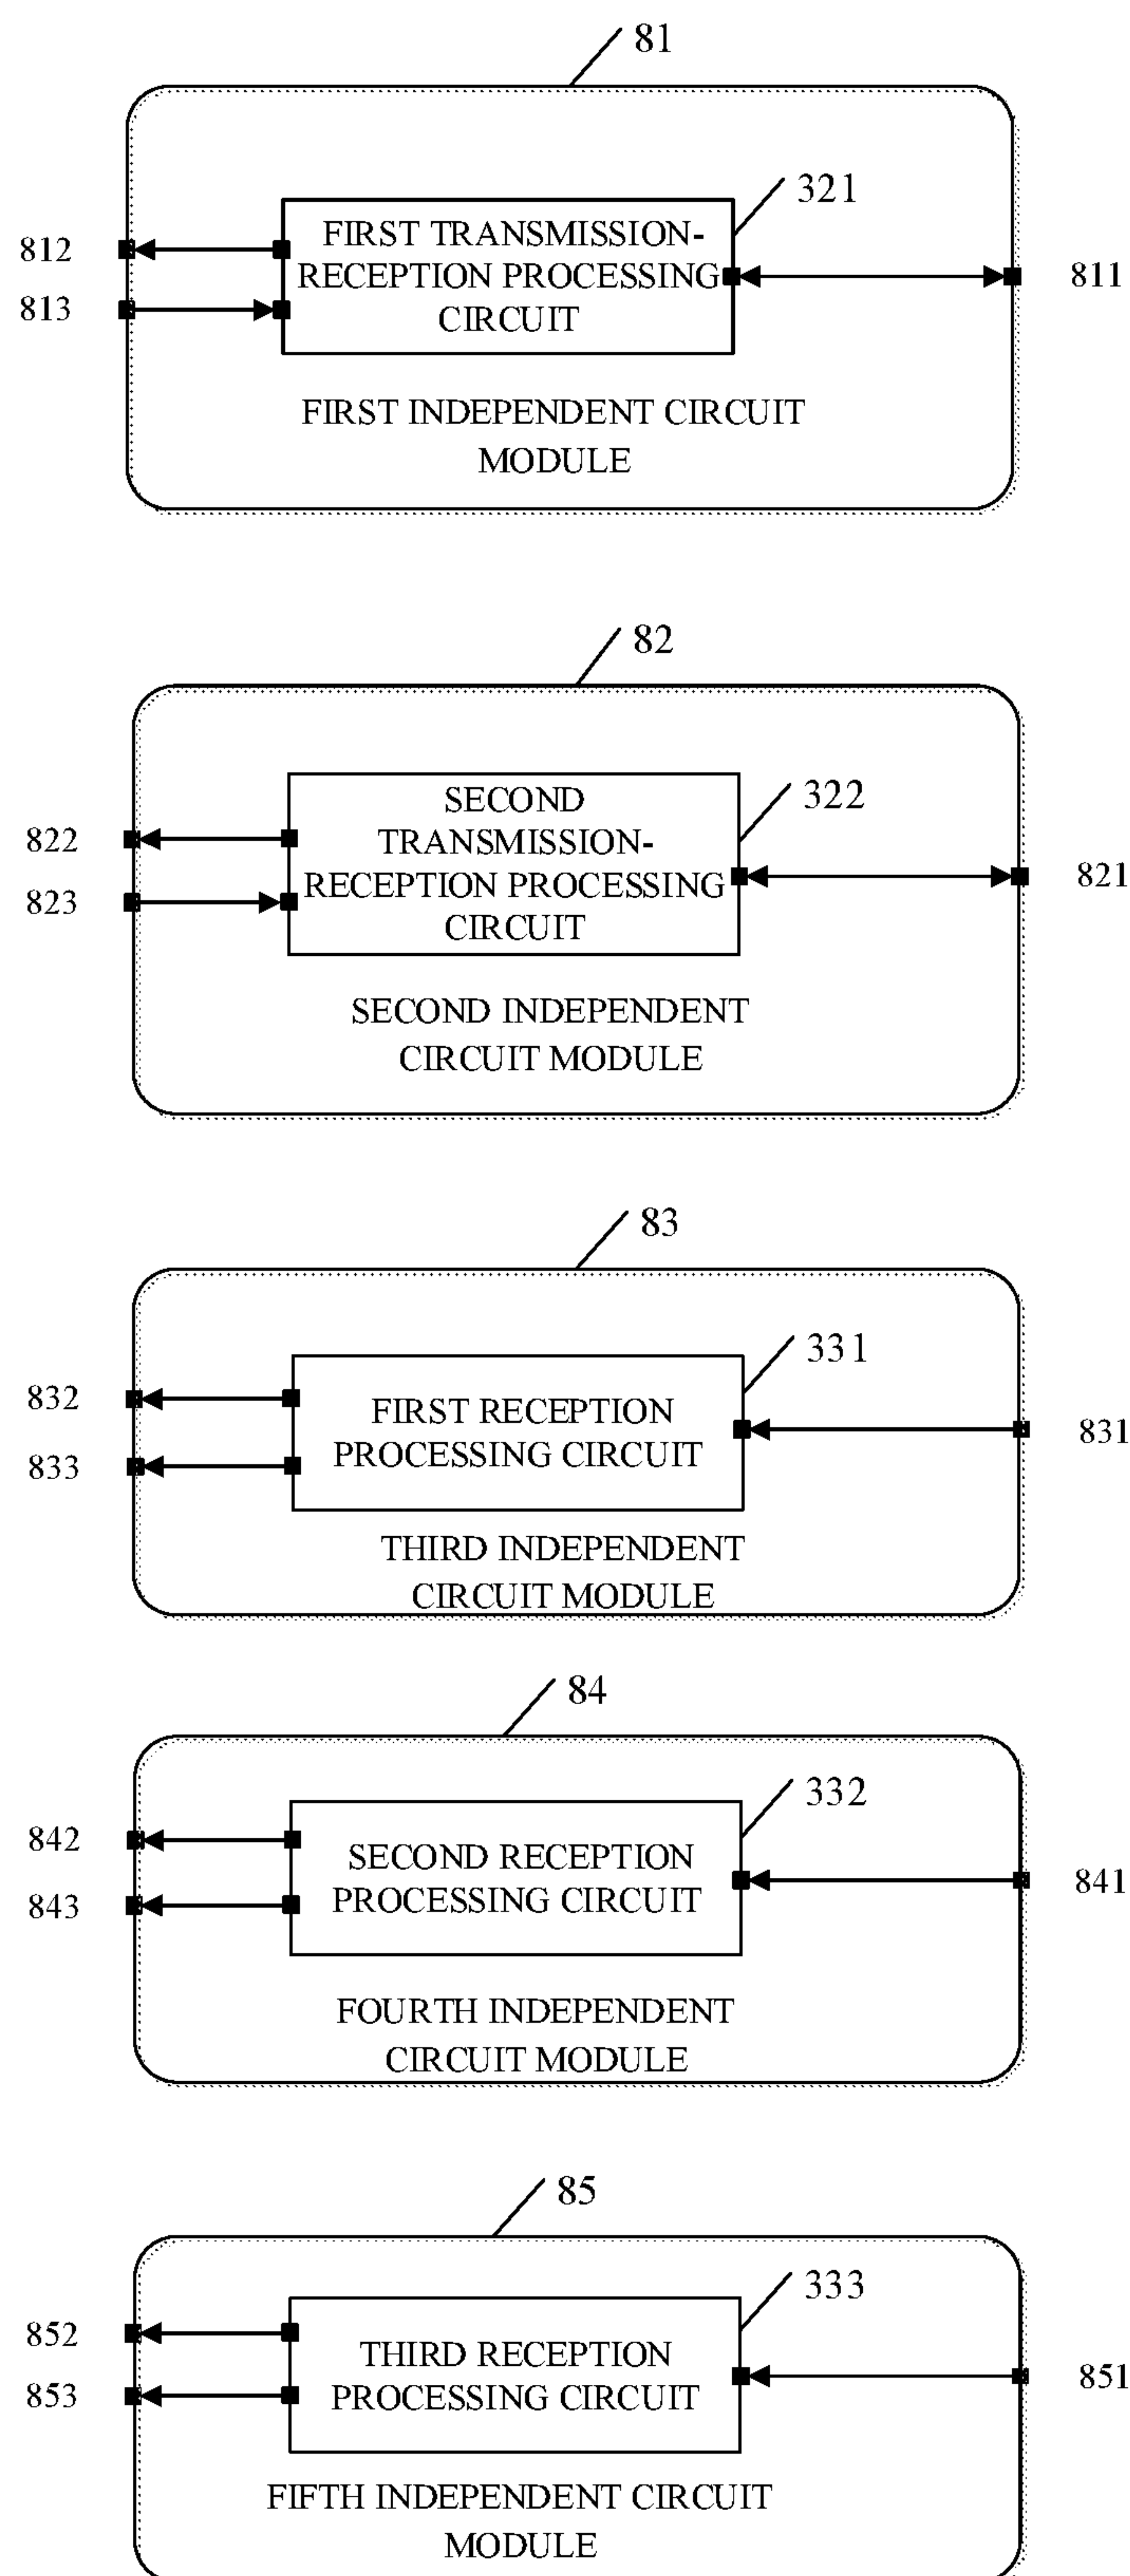 81
321
812
FIRST TRANSMISSION-
RECEPTION PROCESSING
CIRCUIT
811
813
FIRST INDEPENDENT CIRCUIT
MODULE
82
322
822
SECOND
TRANSMISSION-
RECEPTION PROCESSING
CIRCUIT
821
823
SECOND INDEPENDENT
CIRCUIT MODULE
83
331
832
FIRST RECEPTION
PROCESSING CIRCUIT
831
833
THIRD INDEPENDENT
CIRCUIT MODULE
84
332
842
SECOND RECEPTION
PROCESSING CIRCUIT
841
843
FOURTH INDEPENDENT
CIRCUIT MODULE
85
333
852
THIRD RECEPTION
PROCESSING CIRCUIT
851
853
FIFTH INDEPENDENT CIRCUIT
MODULE